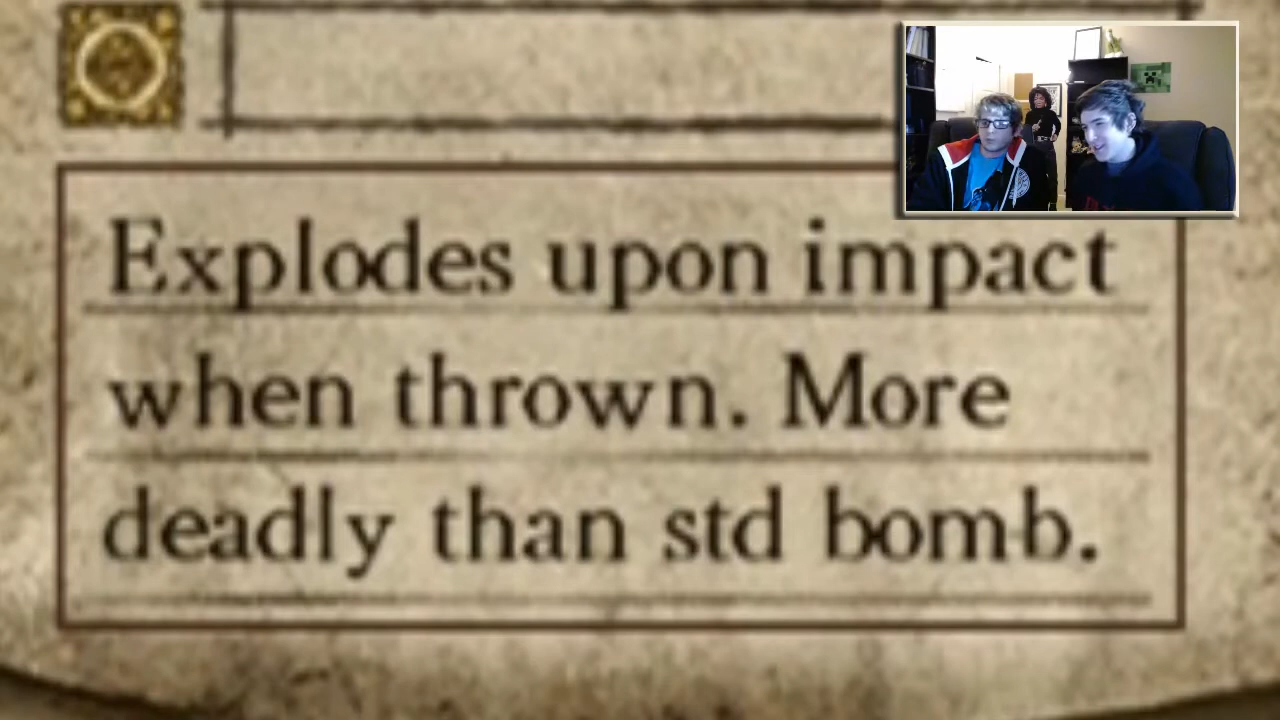 Explodes upon impact
when thrown. More
deadly than std bomb.